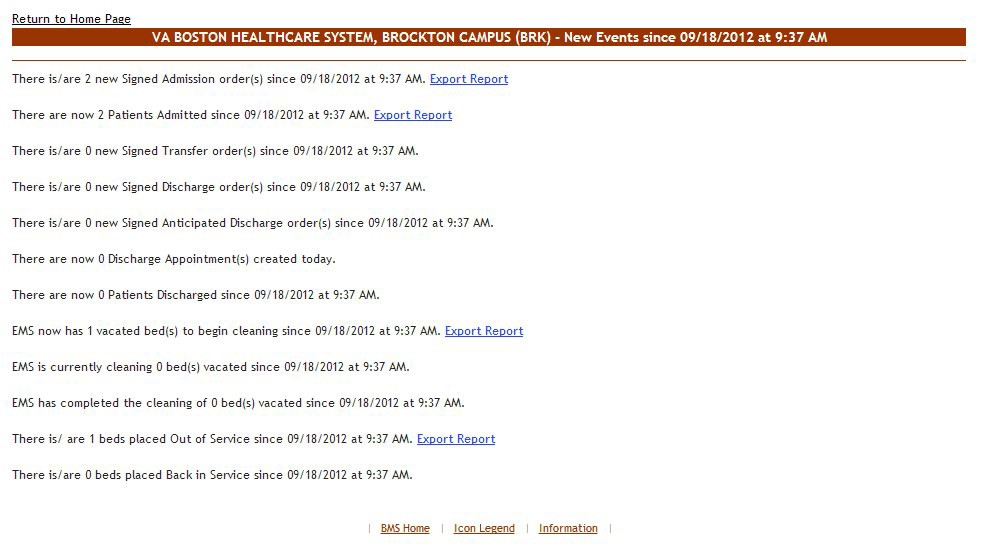 Return to Home Page
VA BOSTON HEALTHCARE SYSTEM, BROCKTON CAMPUS (BRK) - New Events since 09/18/2012 at 9:37 AM
There is/are 2 new Signed Admission order(s) since 09/18/2012 at 9:37 AM. Export Report
There are now 2 Patients Admitted since 09/18/2012 at 9:37 AM. Export Report
There is/are 0 new Signed Transfer order(s) since 09/18/2012 at 9:37 AM.
There is/are 0 new Signed Discharge order(s) since 09/18/2012 at 9:37 AM.
There is/are 0 new Signed Anticipated Discharge order(s) since 09/18/2012 at 9:37 AM.
There are now 0 Discharge Appointment(s) created today.
There are now 0 Patients Discharged since 09/18/2012 at 9:37 AM.
EMS now has 1 vacated bed(s) to begin cleaning since 09/18/2012 at 9:37 AM. Export Report
EMS is currently cleaning 0 bed(s) vacated since 09/18/2012 at 9:37 AM.
EMS has completed the cleaning of 0 bed(s) vacated since 09/18/2012 at 9:37 AM.
There is/ are 1 beds placed Out of Service since 09/18/2012 at 9:37 AM. Export Report
There is/are 0 beds placed Back in Service since 09/18/2012 at 9:37 AM.
| BMS Home | Icon Legend | Information |